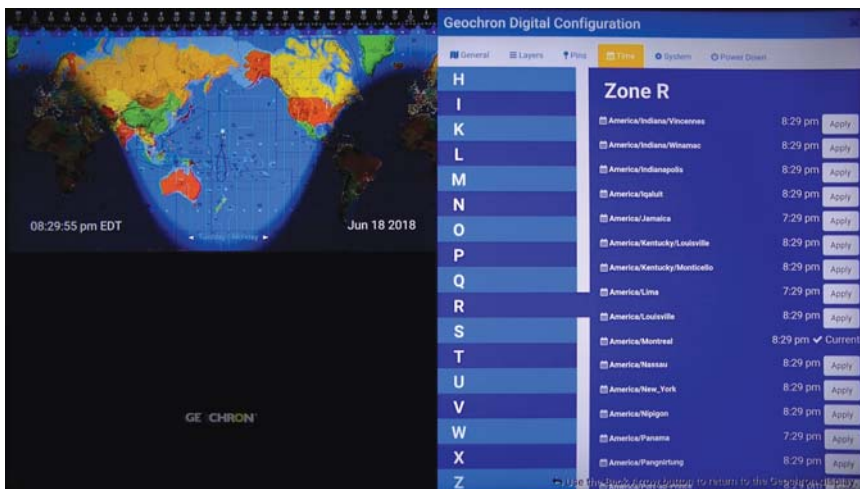 Geochron Digital Configuration
General Layers Pins Time System Power Down
08:29:55 pm EDT
Jun 18 2018
Tuesday | Monday
GEOCHRON
H
I
K
L
M
N
O
P
Q
R
S
T
U
V
W
X
Z
Zone R
America/Indiana/Vincennes 8:29 pm Apply
America/Indiana/Winamac 8:29 pm Apply
America/Indianapolis 8:29 pm Apply
America/Iqaluit 8:29 pm Apply
America/Jamaica 7:29 pm Apply
America/Kentucky/Louisville 8:29 pm Apply
America/Kentucky/Monticello 8:29 pm Apply
America/Lima 7:29 pm Apply
America/Louisville 8:29 pm Apply
America/Montreal 8:29 pm ✔ Current
America/Nassau 8:29 pm Apply
America/New_York 8:29 pm Apply
America/Nipigon 8:29 pm Apply
America/Panama 7:29 pm Apply
America/Pangnirtung 8:29 pm Apply
Use the Back Arrow button to return to the Geochron display